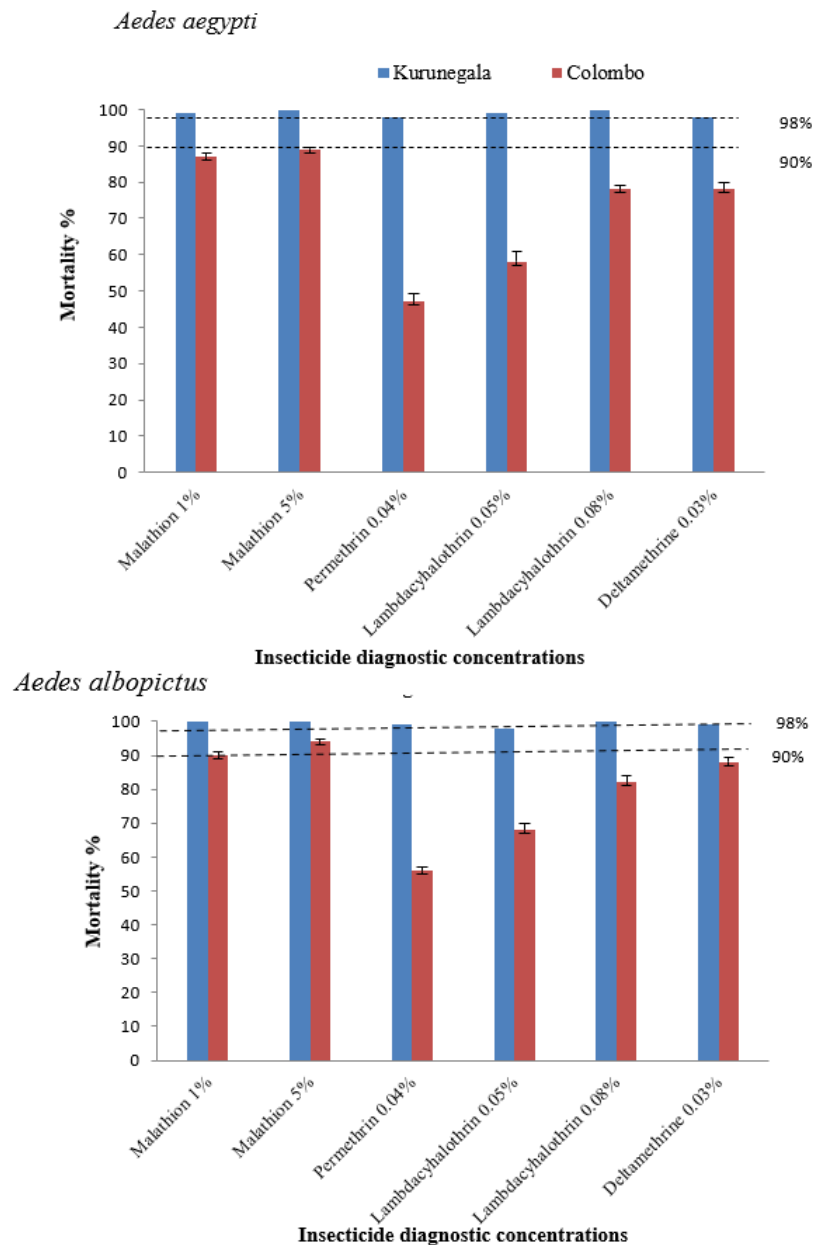 Aedes aegypti
Kurunegala Colombo
100
90
80
70
60
50
40
30
20
10
0
98%
90%
Mortality %
Malathion 1%
Malathion 5%
Permethrin 0.04%
Lambdacyhalothrin 0.05%
Lambdacyhalothrin 0.08%
Deltamethrine 0.03%
Insecticide diagnostic concentrations
Aedes albopictus
100
90
80
70
60
50
40
30
20
10
0
98%
90%
Mortality %
Malathion 1%
Malathion 5%
Permethrin 0.04%
Lambdacyhalothrin 0.05%
Lambdacyhalothrin 0.08%
Deltamethrine 0.03%
Insecticide diagnostic concentrations